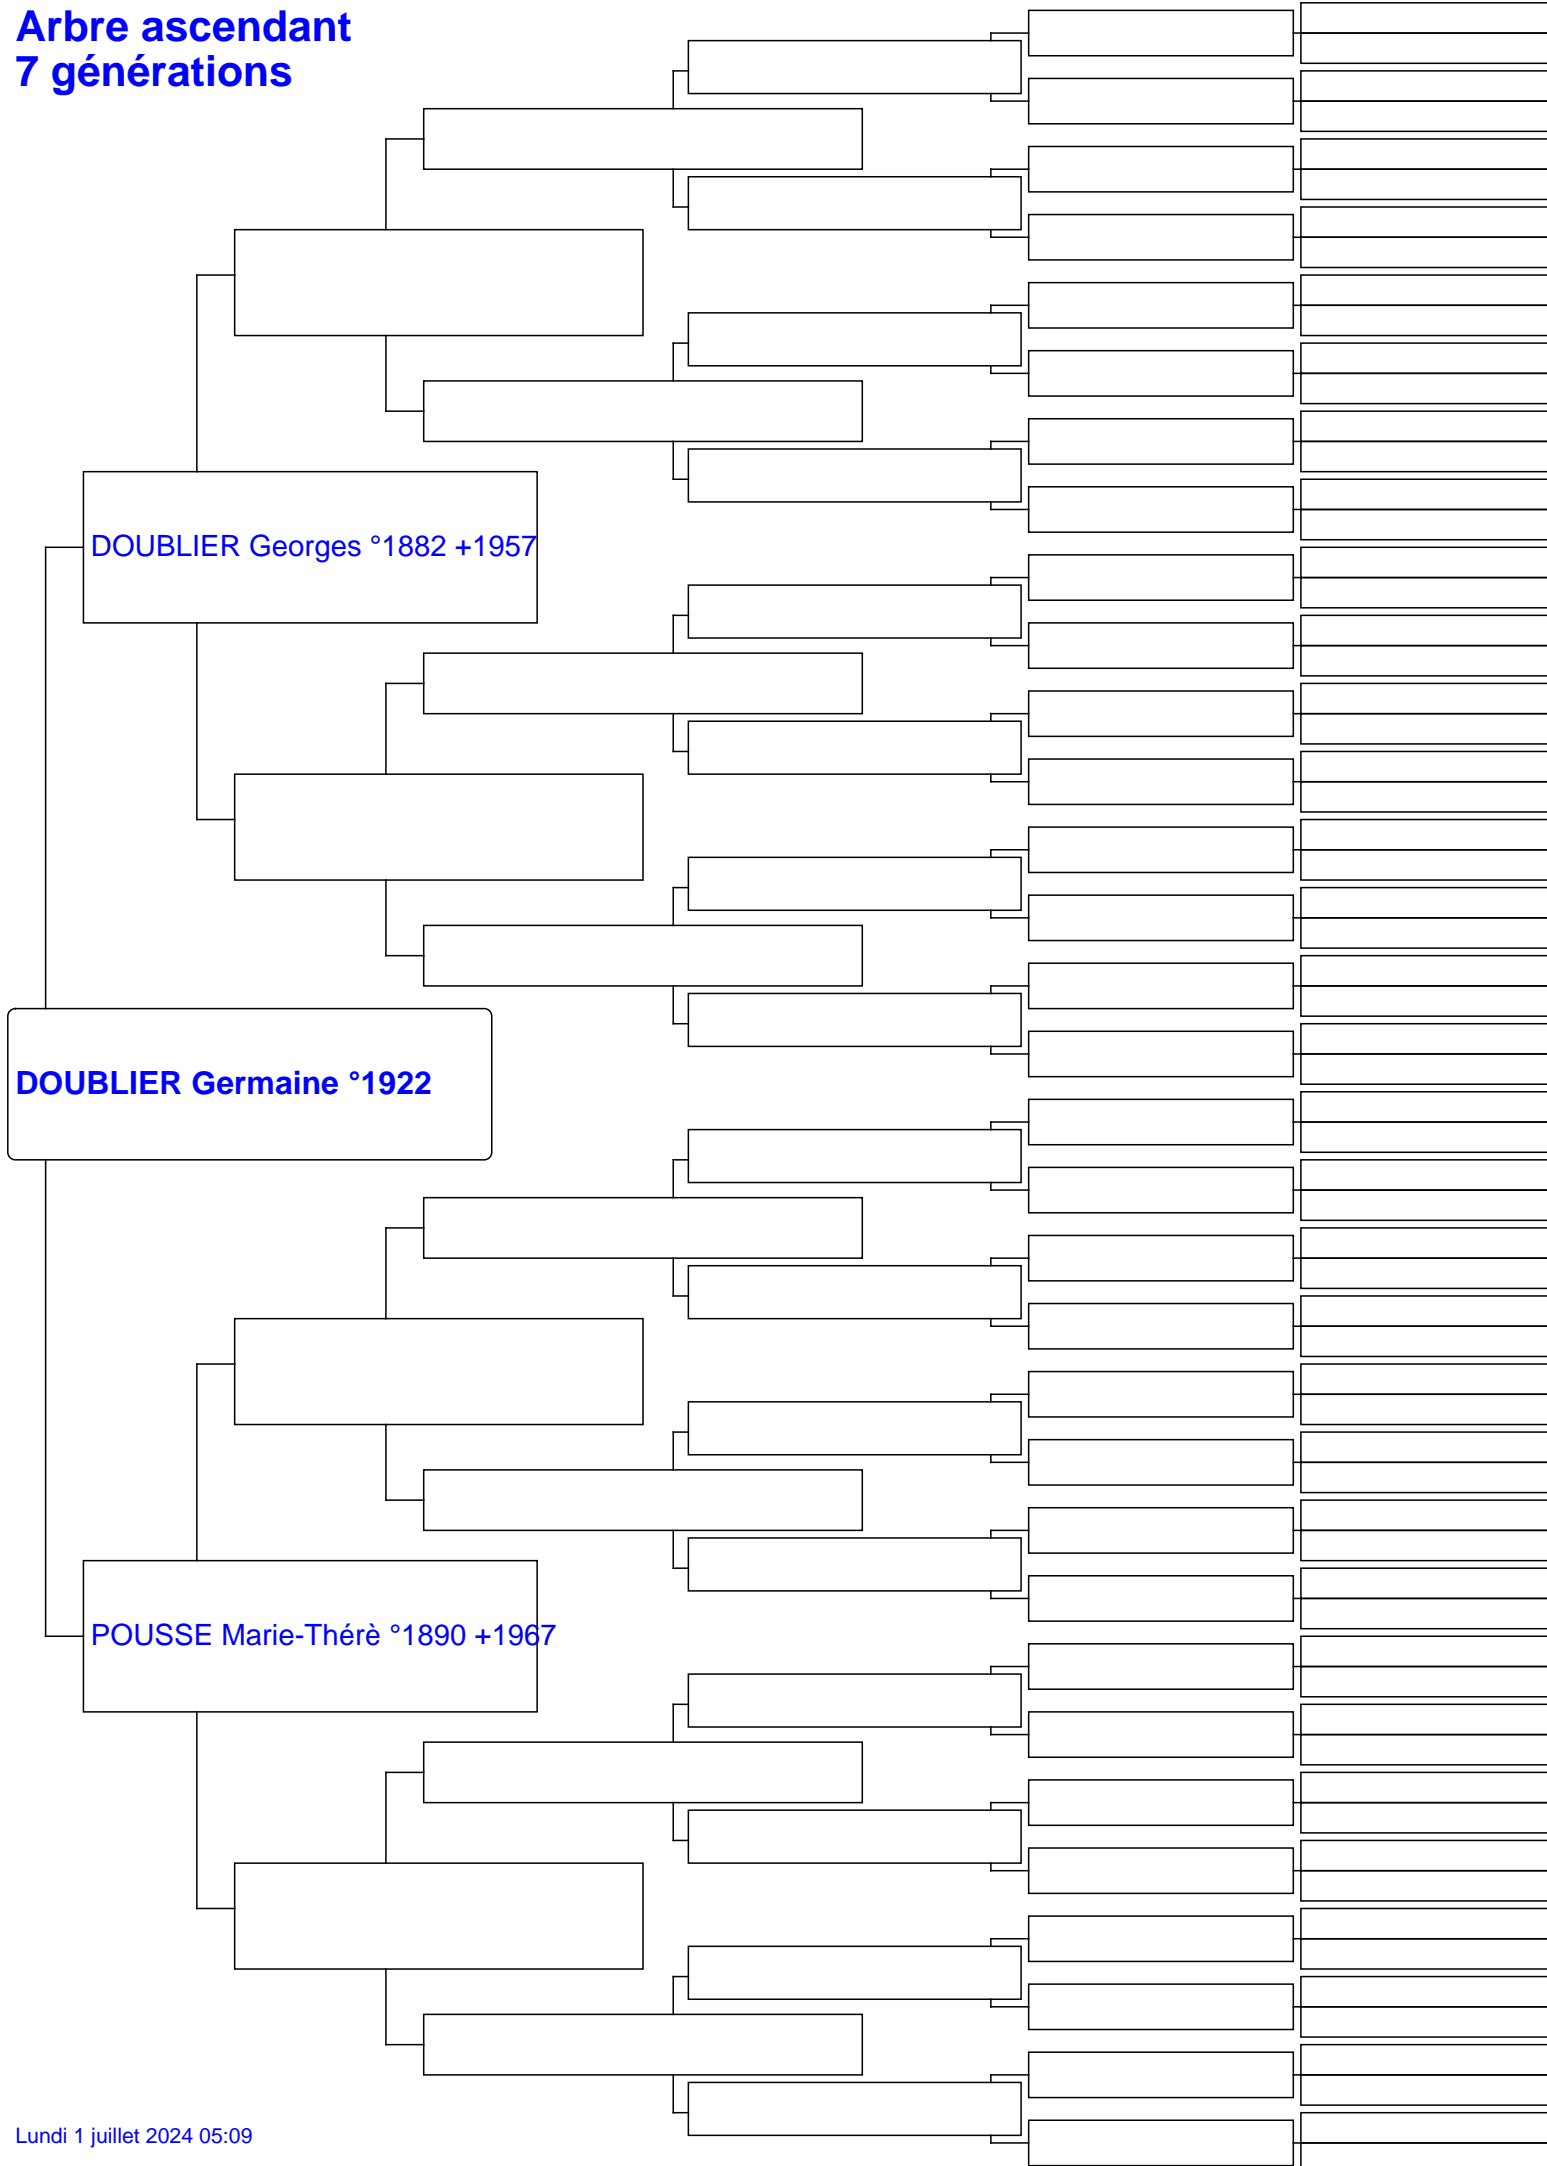 Arbre ascendant
7 générations
DOUBLIER Georges °1882 +1957
DOUBLIER Germaine °1922
POUSSE Marie-Thérè °1890 +1967
Lundi 1 juillet 2024 05:09